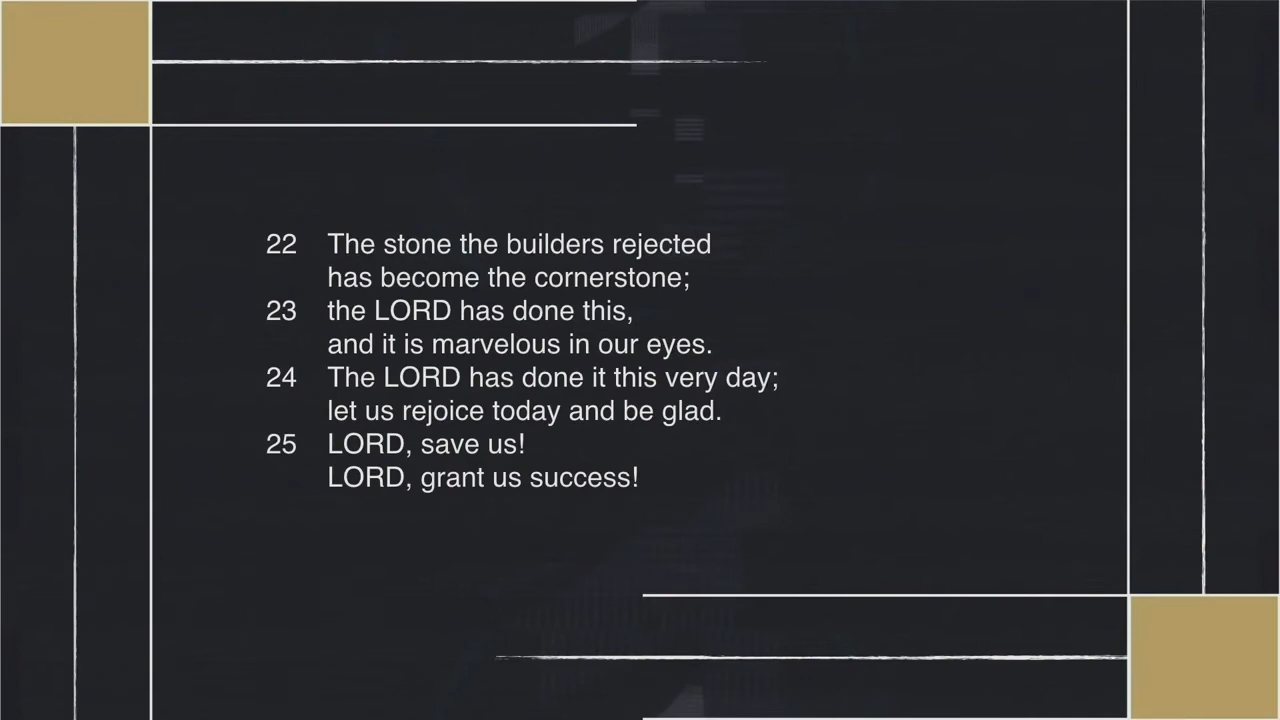 22 The stone the builders rejected
has become the cornerstone;
23 the LORD has done this,
and it is marvelous in our eyes.
24 The LORD has done it this very day;
let us rejoice today and be glad.
25 LORD, save us!
LORD, grant us success!